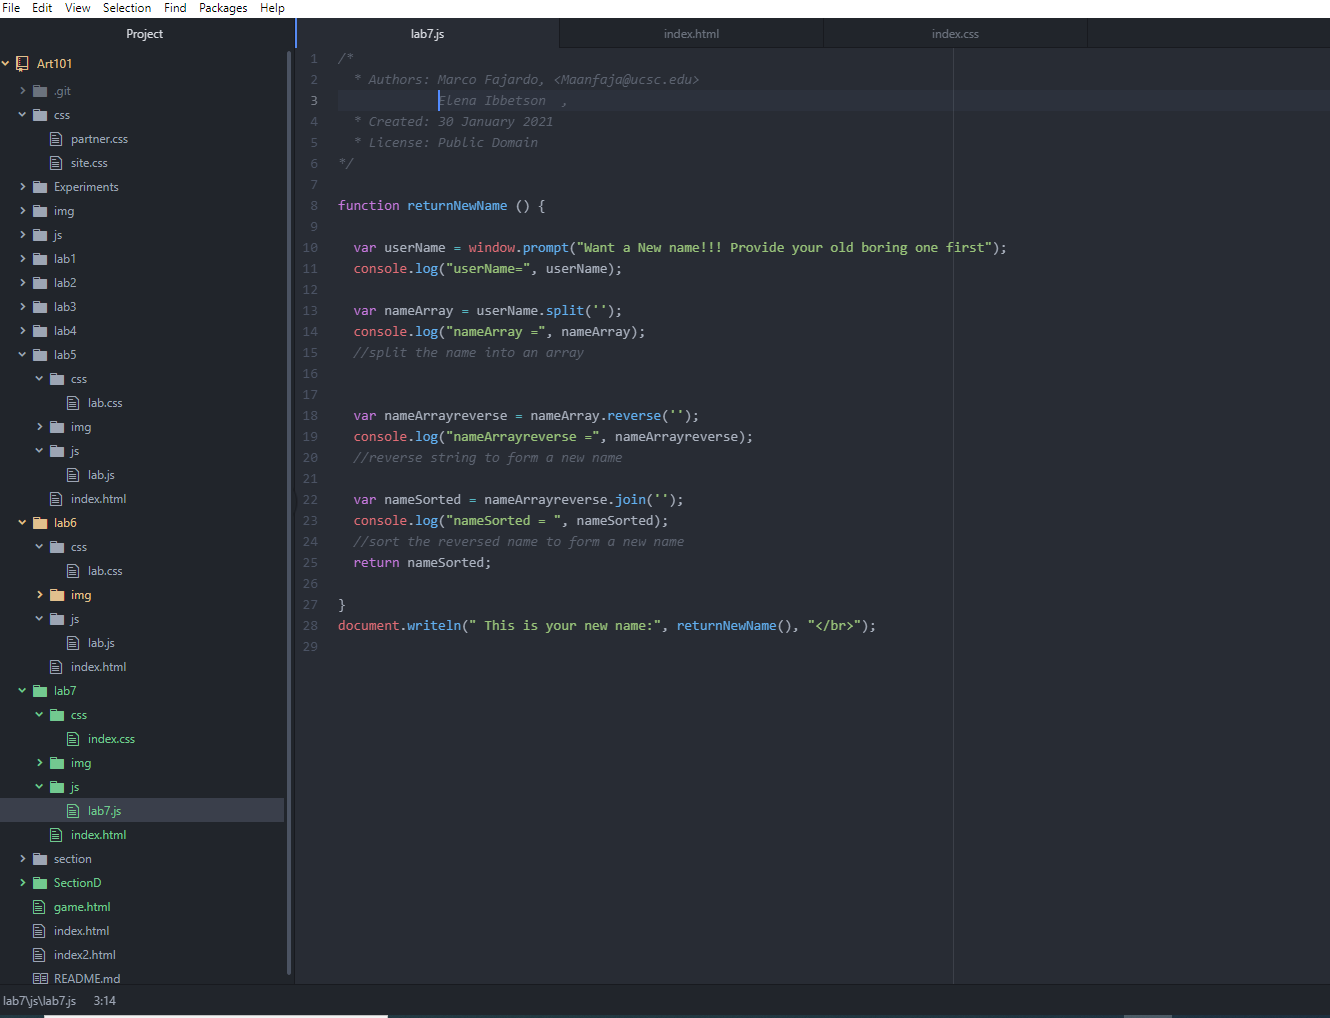 File Edit View Selection Find Packages Help
Project
Art101
.git
css
partner.css
site.css
Experiments
img
js
lab1
lab2
lab3
lab4
lab5
css
lab.css
img
js
lab.js
index.html
lab6
css
lab.css
img
js
lab.js
index.html
lab7
css
index.css
img
js
lab7.js
index.html
section
SectionD
game.html
index.html
index2.html
README.md
lab7.js index.html index.css
1 /*
2 * Authors: Marco Fajardo, <Maanfaja@ucsc.edu>
3 Elena Ibbetson ,
4 * Created: 30 January 2021
5 * License: Public Domain
6 */
7
8 function returnNewName () {
9
10 var userName = window.prompt("Want a New name!!! Provide your old boring one first");
11 console.log("userName=", userName);
12
13 var nameArray = userName.split('');
14 console.log("nameArray =", nameArray);
15 //split the name into an array
16
17
18 var nameArrayreverse = nameArray.reverse('');
19 console.log("nameArrayreverse =", nameArrayreverse);
20 //reverse string to form a new name
21
22 var nameSorted = nameArrayreverse.join('');
23 console.log("nameSorted = ", nameSorted);
24 //sort the reversed name to form a new name
25 return nameSorted;
26
27 }
28 document.writeln(" This is your new name:", returnNewName(), "</br>");
29
lab7\js\lab7.js 3:14